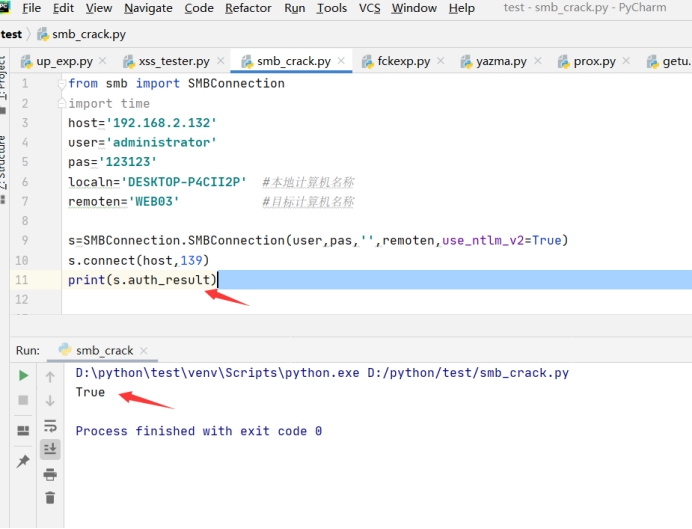 File Edit View Navigate Code Refactor Run Tools VCS Window Help test - smb_crack.py - PyCharm
test smb_crack.py
up_exp.py xss_tester.py smb_crack.py fckexp.py yazma.py prox.py getu.
1 from smb import SMBConnection
2 import time
3 host='192.168.2.132'
4 user='administrator'
5 pas='123123'
6 localn='DESKTOP-P4CII2P' #本地计算机名称
7 remoten='WEB03' #目标计算机名称
8
9 s=SMBConnection.SMBConnection(user,pas,'',remoten,use_ntlm_v2=True)
10 s.connect(host,139)
11 print(s.auth_result)
12
Run: smb_crack
D:\python\test\venv\Scripts\python.exe D:/python/test/smb_crack.py
True
Process finished with exit code 0